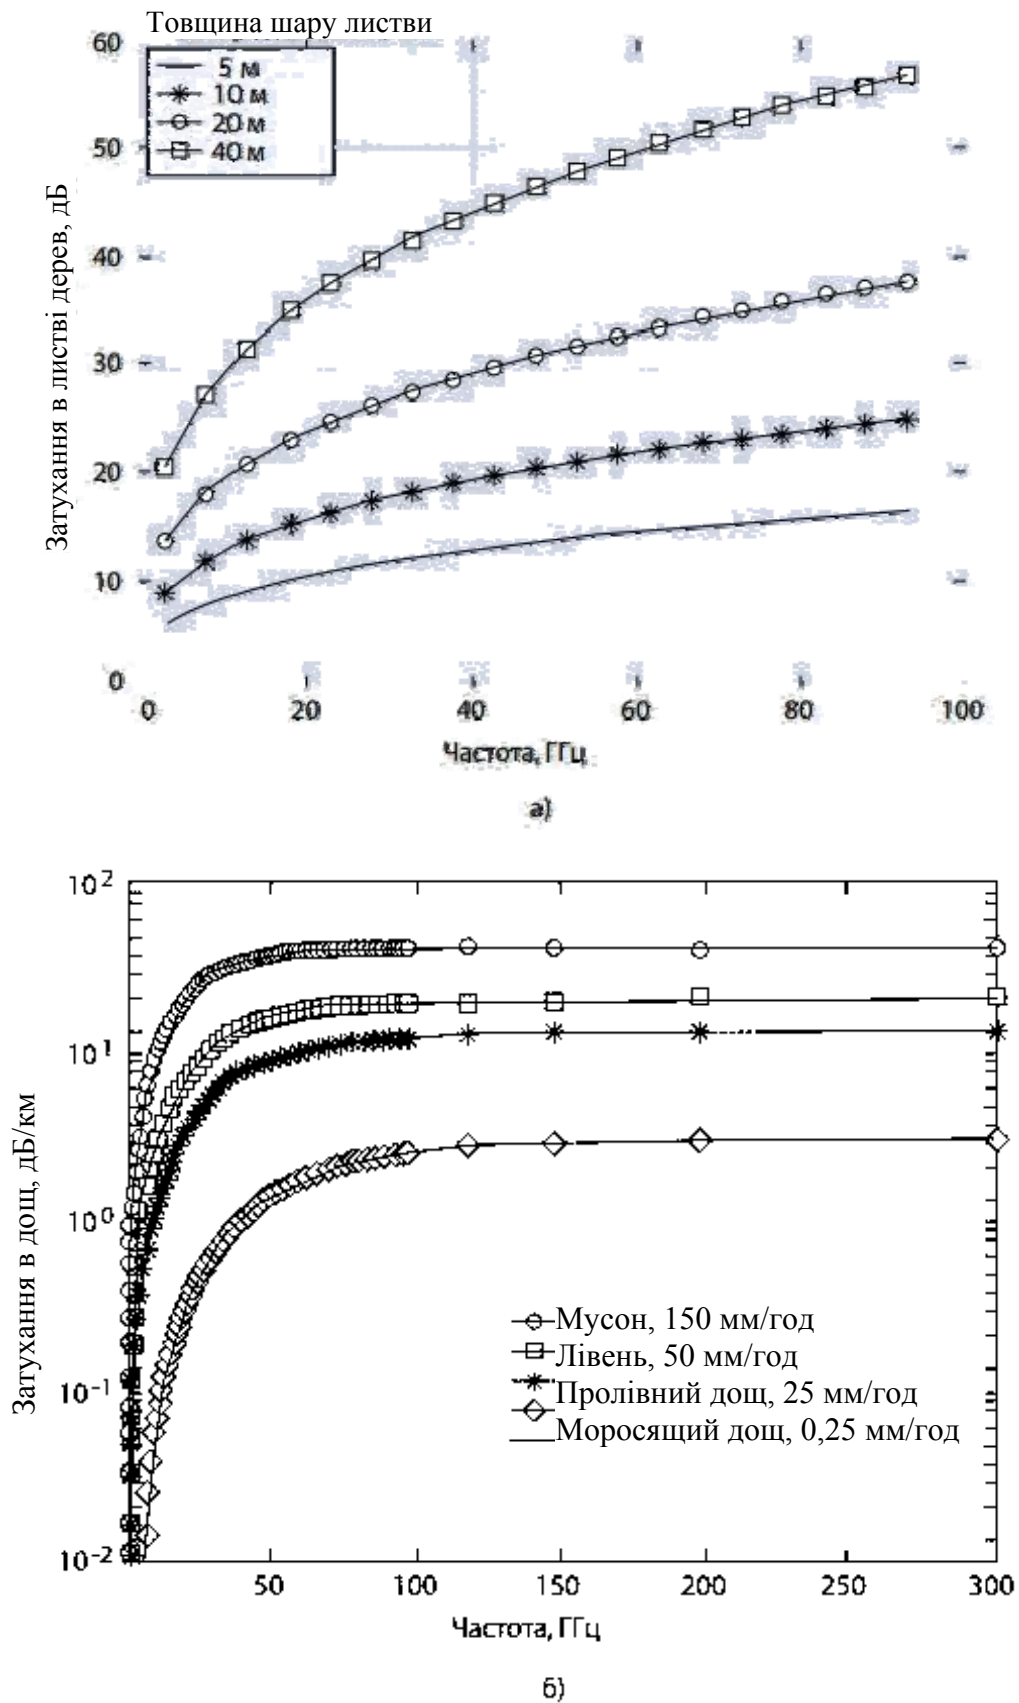 Товщина шару листви
60
5 м
10 м
20 м
40 м
50
40
30
20
10
0
Затухання в листві дерев, дБ
0 20 40 60 80 100
Частота, ГГц
а)
10²
10¹
10⁰
10⁻¹
10⁻²
Затухання в дощ, дБ/км
Мусон, 150 мм/год
Лівень, 50 мм/год
Пролівний дощ, 25 мм/год
Моросящий дощ, 0,25 мм/год
50 100 150 200 250 300
Частота, ГГц
б)